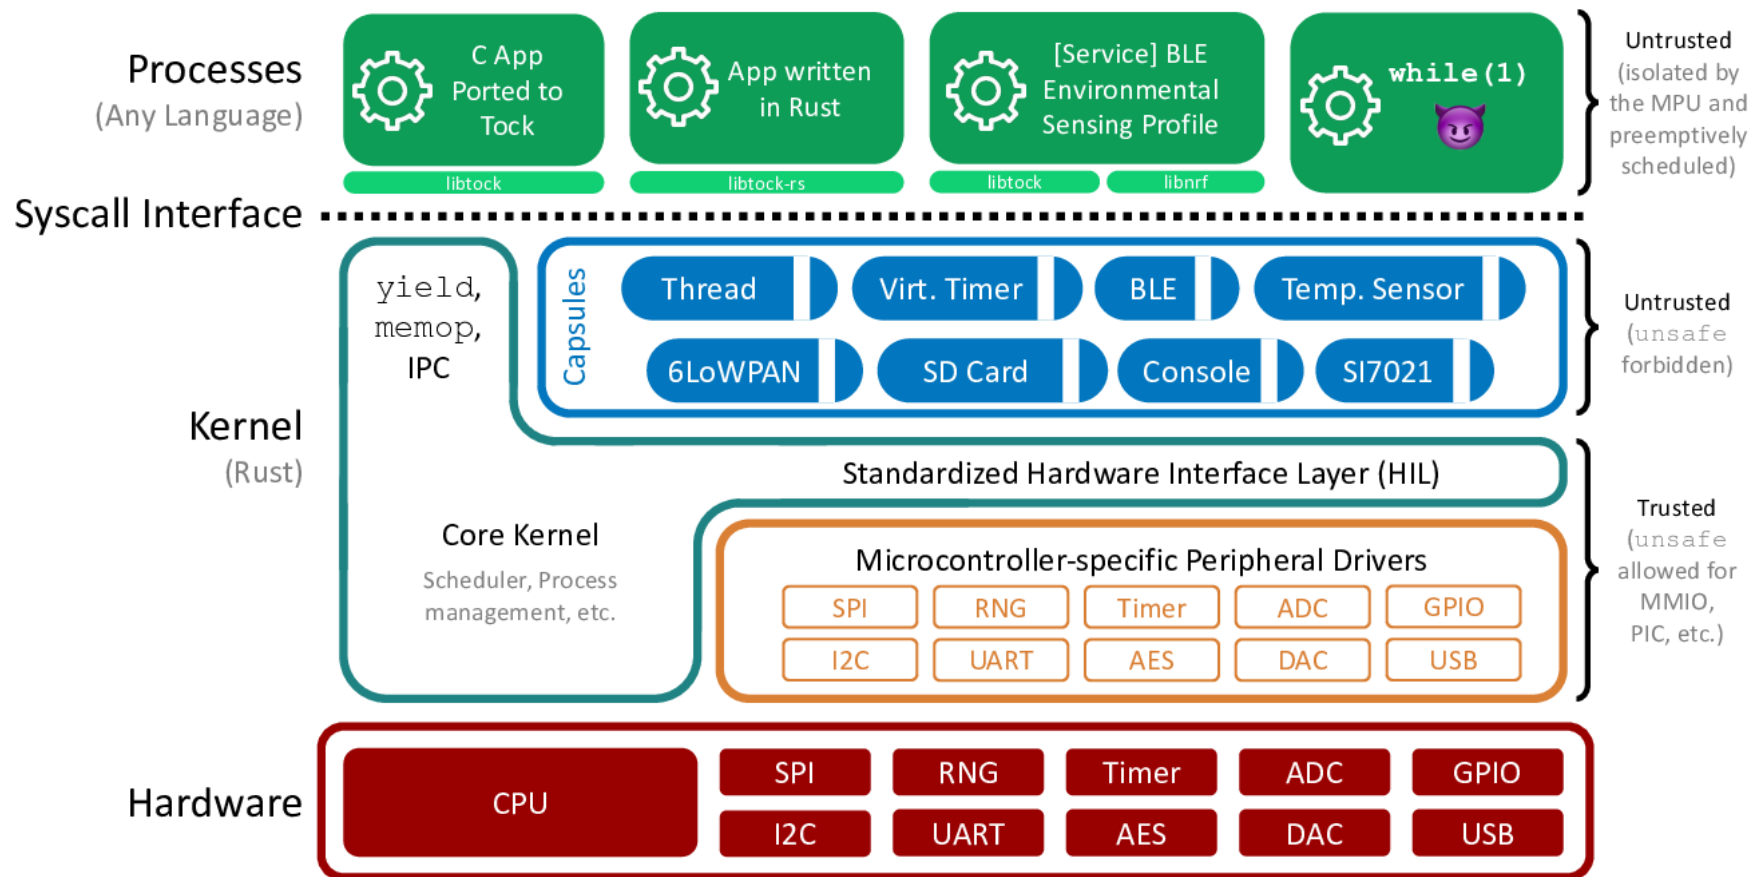 Processes
(Any Language)
C App
Ported to
Tock
libtock
App written
in Rust
libtock-rs
[Service] BLE
Environmental
Sensing Profile
libtock
libnrf
while(1)
Untrusted
(isolated by
the MPU and
preemptively
scheduled)
Syscall Interface
Kernel
(Rust)
yield,
memop,
IPC
Capsules
Thread
Virt. Timer
BLE
Temp. Sensor
6LoWPAN
SD Card
Console
SI7021
Untrusted
(unsafe
forbidden)
Standardized Hardware Interface Layer (HIL)
Core Kernel
Scheduler, Process
management, etc.
Microcontroller-specific Peripheral Drivers
SPI
RNG
Timer
ADC
GPIO
I2C
UART
AES
DAC
USB
Trusted
(unsafe
allowed for
MMIO,
PIC, etc.)
Hardware
CPU
SPI
RNG
Timer
ADC
GPIO
I2C
UART
AES
DAC
USB